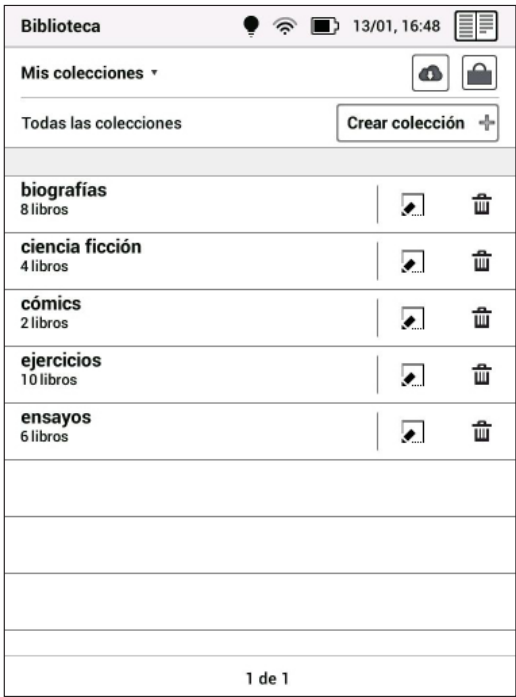 Biblioteca 13/01, 16:48
Mis colecciones
Todas las colecciones Crear colección
biografías
8 libros
ciencia ficción
4 libros
cómics
2 libros
ejercicios
10 libros
ensayos
6 libros
1 de 1